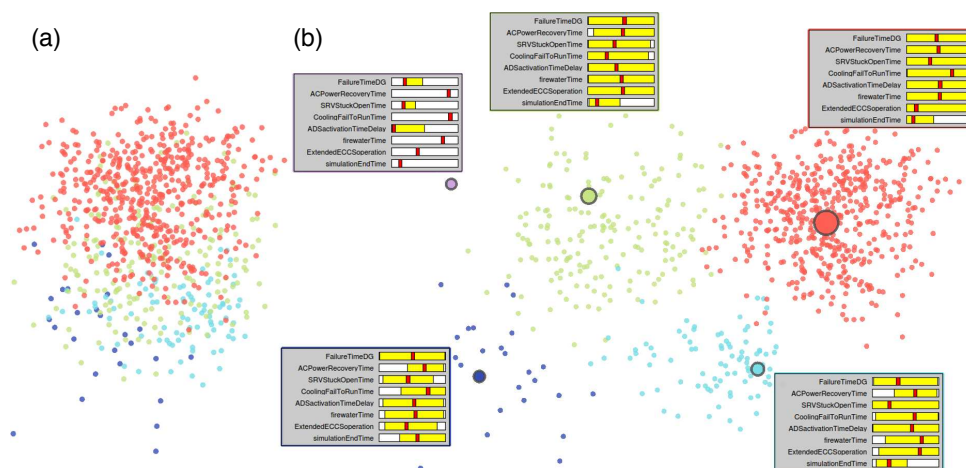 (a)
(b)
FailureTimeDG
ACPowerRecoveryTime
SRVStuckOpenTime
CoolingFailToRunTime
ADSactivationTimeDelay
firewaterTime
ExtendedECCSoperation
simulationEndTime
FailureTimeDG
ACPowerRecoveryTime
SRVStuckOpenTime
CoolingFailToRunTime
ADSactivationTimeDelay
firewaterTime
ExtendedECCSoperation
simulationEndTime
FailureTimeDG
ACPowerRecoveryTime
SRVStuckOpenTime
CoolingFailToRunTime
ADSactivationTimeDelay
firewaterTime
ExtendedECCSoperation
simulationEndTime
FailureTimeDG
ACPowerRecoveryTime
SRVStuckOpenTime
CoolingFailToRunTime
ADSactivationTimeDelay
firewaterTime
ExtendedECCSoperation
simulationEndTime
FailureTimeDG
ACPowerRecoveryTime
SRVStuckOpenTime
CoolingFailToRunTime
ADSactivationTimeDelay
firewaterTime
ExtendedECCSoperation
simulationEndTime